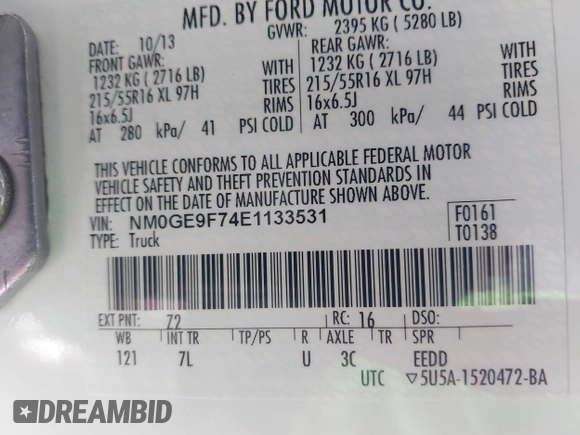 MFD. BY FORD MOTOR CO.
DATE: 10/13 GVWR: 2395 KG ( 5280 LB)
FRONT GAWR: REAR GAWR:
1232 KG ( 2716 LB) WITH 1232 KG ( 2716 LB) WITH
215/55R16 XL 97H TIRES 215/55R16 XL 97H TIRES
16x6.5J RIMS 16x6.5J RIMS
AT 280 kPa/ 41 PSI COLD AT 300 kPa/ 44 PSI COLD
THIS VEHICLE CONFORMS TO ALL APPLICABLE FEDERAL MOTOR
VEHICLE SAFETY AND THEFT PREVENTION STANDARDS IN
EFFECT ON THE DATE OF MANUFACTURE SHOWN ABOVE.
VIN: NM0GE9F74E1133531 F0161
TYPE: Truck T0138
EXT PNT: Z2 RC: 16 DSO:
WB INT TR TP/PS R AXLE TR SPR
121 7L U 3C EEDD
UTC ▽5U5A-1520472-BA
DREAMBID